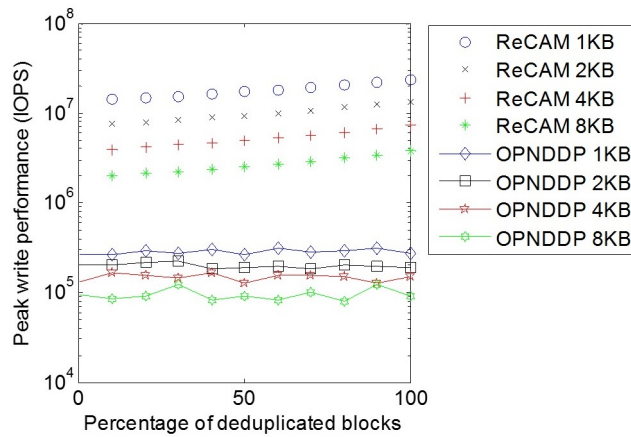 Peak write performance (IOPS)
10^8
10^7
10^6
10^5
10^4
0
50
100
Percentage of deduplicated blocks
ReCAM 1KB
ReCAM 2KB
ReCAM 4KB
ReCAM 8KB
OPNDDP 1KB
OPNDDP 2KB
OPNDDP 4KB
OPNDDP 8KB